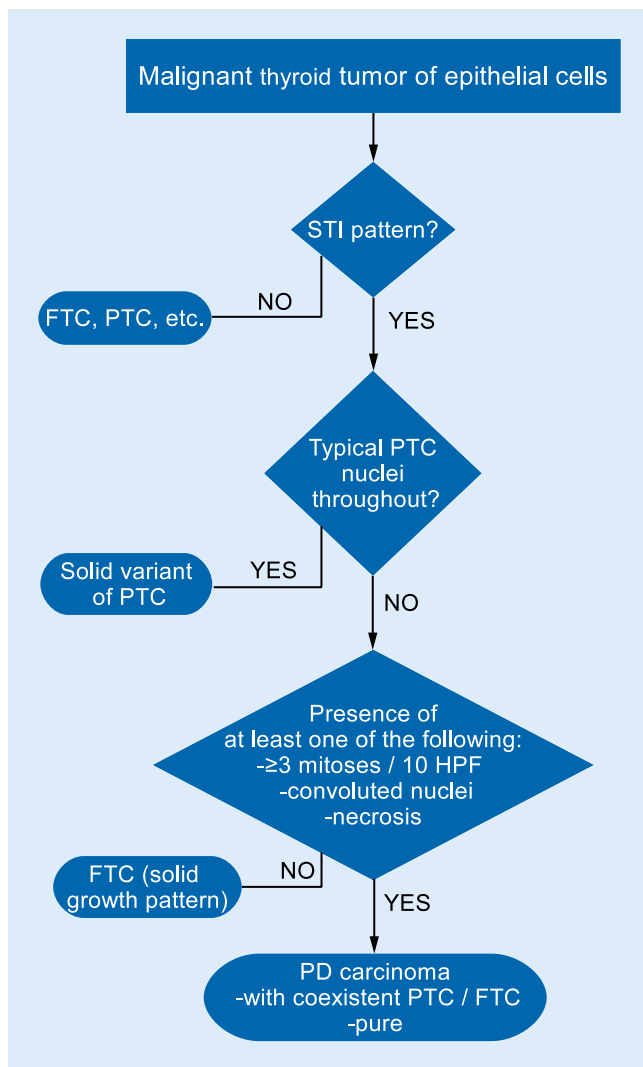 Malignant thyroid tumor of epithelial cells
STI pattern?
NO
FTC, PTC, etc.
YES
Typical PTC
nuclei
throughout?
YES
Solid variant
of PTC
NO
Presence of
at least one of the following:
-≥3 mitoses / 10 HPF
-convoluted nuclei
-necrosis
NO
FTC (solid
growth pattern)
YES
PD carcinoma
-with coexistent PTC / FTC
-pure